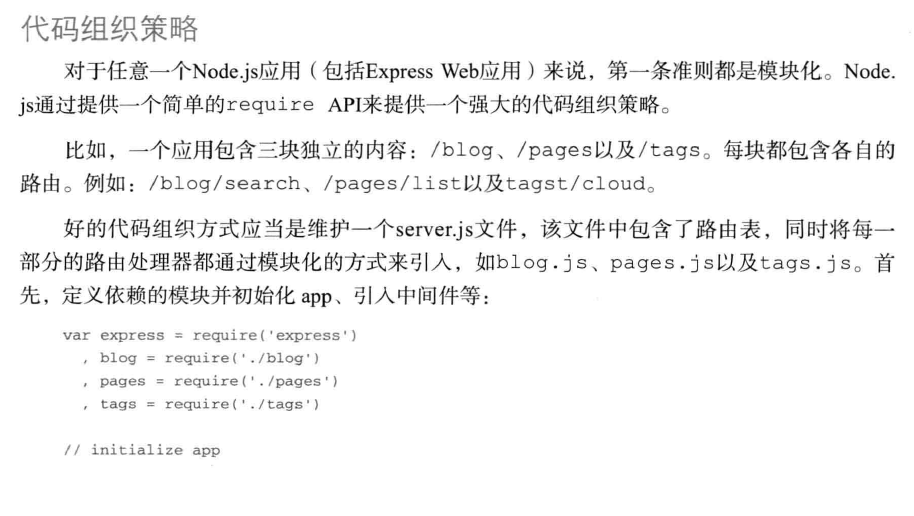 代码组织策略
对于任意一个Node.js应用（包括Express Web应用）来说，第一条准则都是模块化。Node.
js通过提供一个简单的require API来提供一个强大的代码组织策略。
比如，一个应用包含三块独立的内容：/blog、/pages以及/tags。每块都包含各自的
路由。例如：/blog/search、/pages/list以及tagst/cloud。
好的代码组织方式应当是维护一个server.js文件，该文件中包含了路由表，同时将每一
部分的路由处理器都通过模块化的方式来引入，如blog.js、pages.js以及tags.js。首
先，定义依赖的模块并初始化 app、引入中间件等：
var express = require('express')
, blog = require('./blog')
, pages = require('./pages')
, tags = require('./tags')
// initialize app